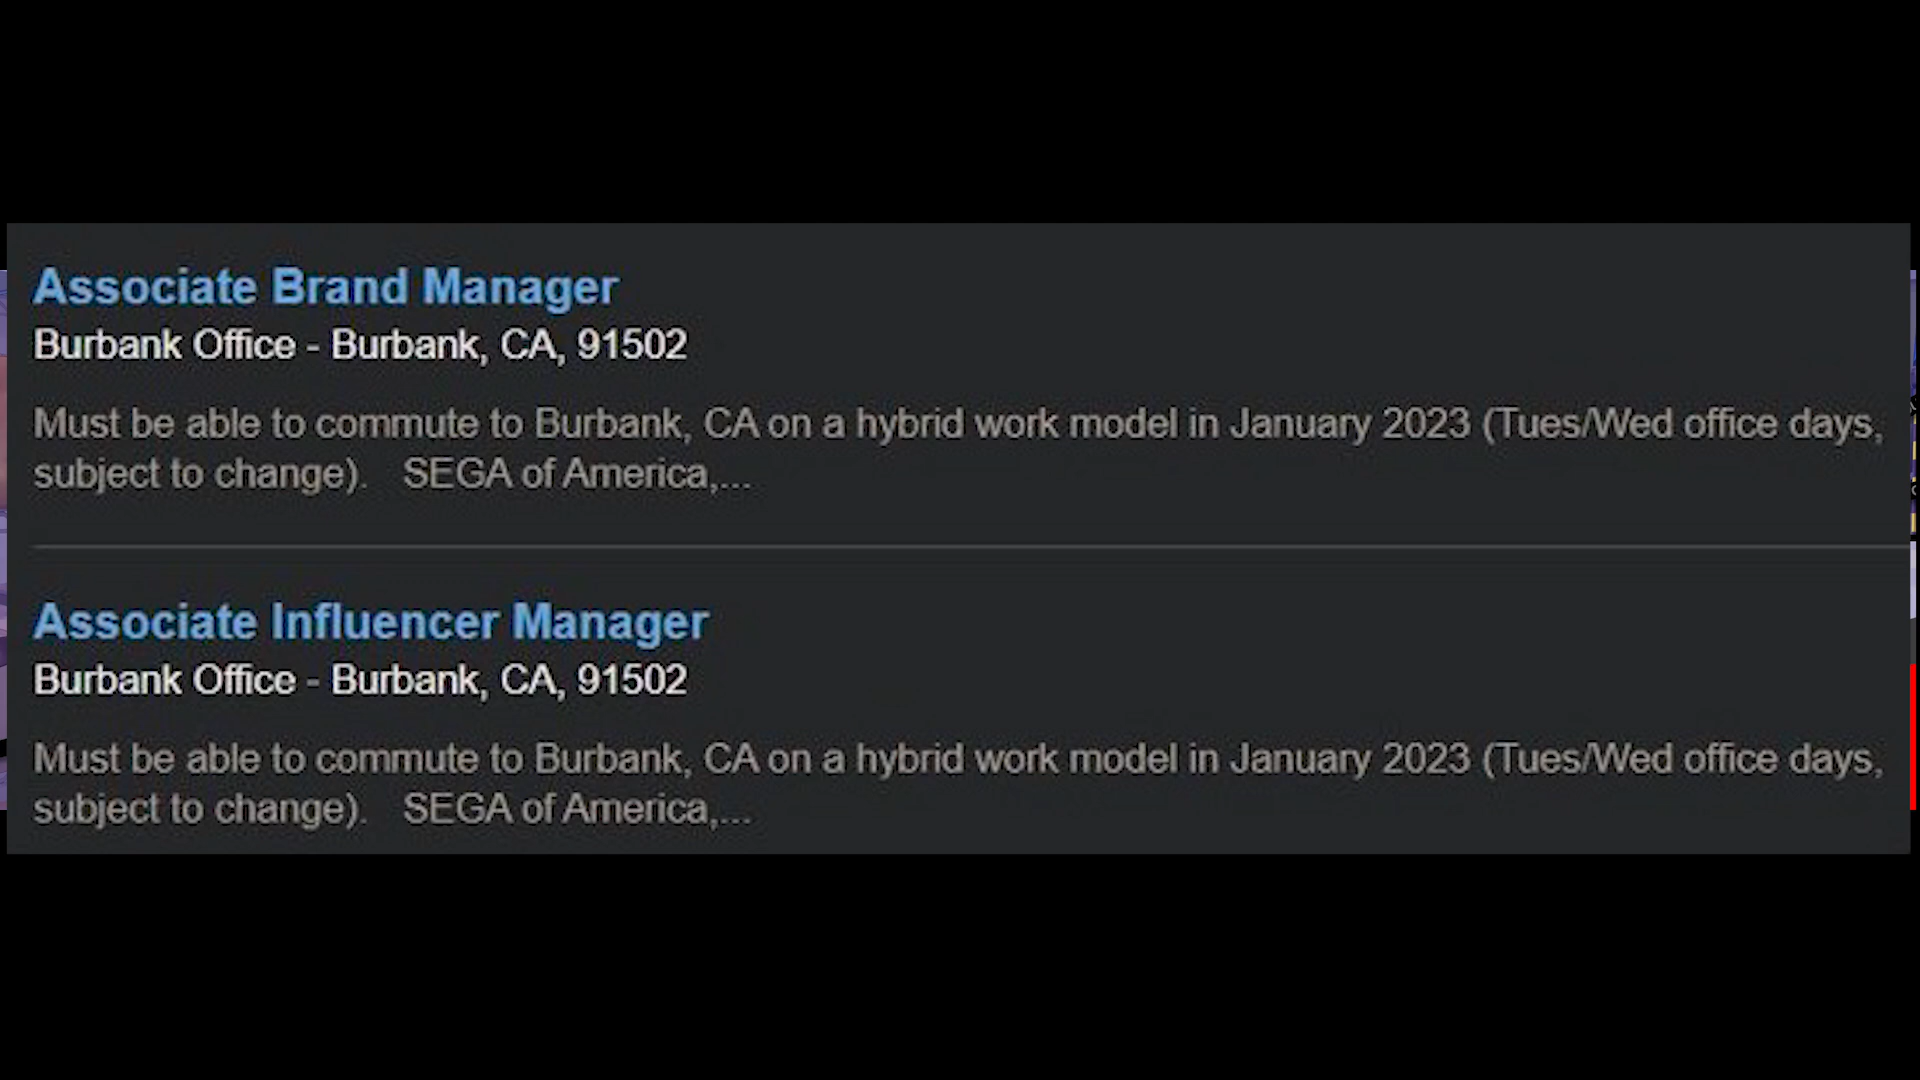 Associate Brand Manager
Burbank Office - Burbank, CA, 91502
Must be able to commute to Burbank, CA on a hybrid work model in January 2023 (Tues/Wed office days,
subject to change).   SEGA of America,...
Associate Influencer Manager
Burbank Office - Burbank, CA, 91502
Must be able to commute to Burbank, CA on a hybrid work model in January 2023 (Tues/Wed office days,
subject to change).   SEGA of America,...